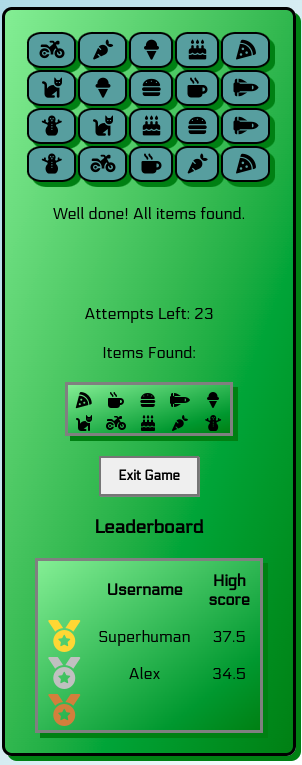 Well done! All items found.
Attempts Left: 23
Items Found:
Exit Game
Leaderboard
Username High score
Superhuman 37.5
Alex 34.5